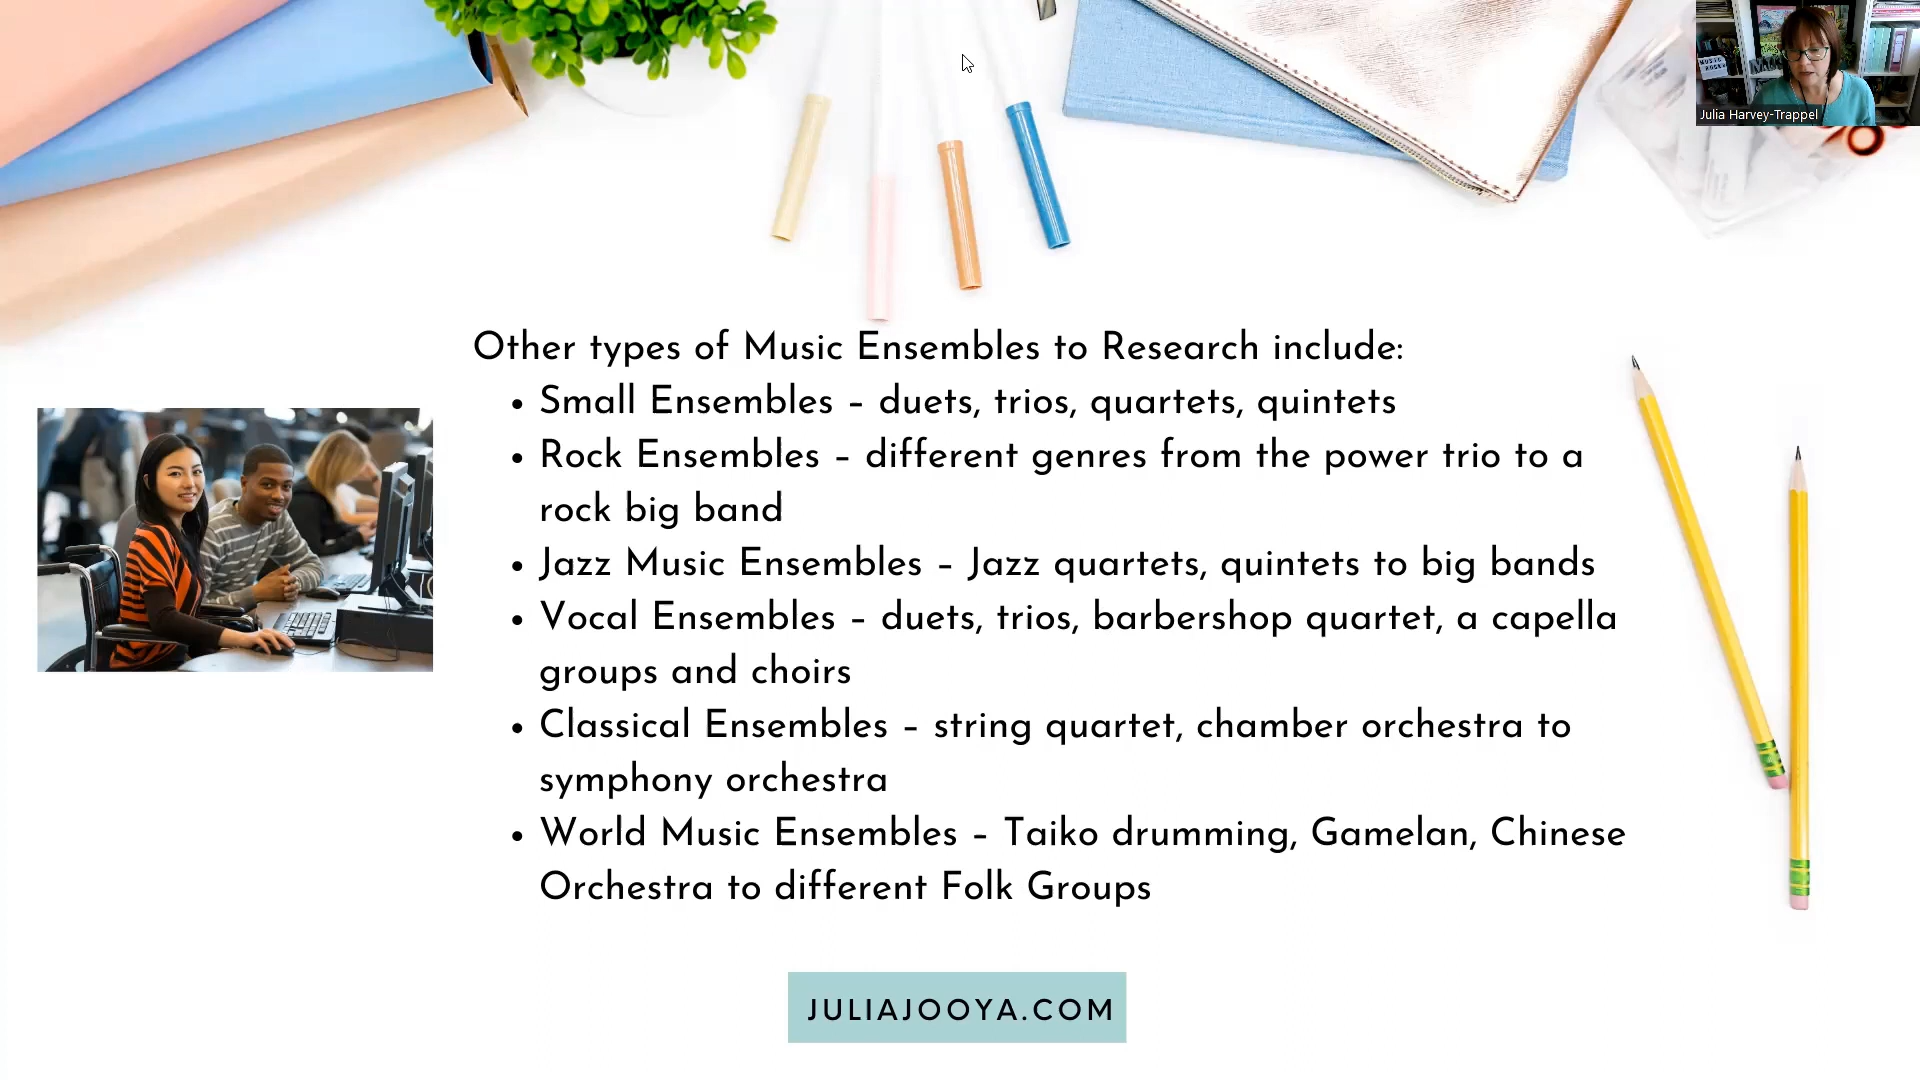 Julia Harvey-Trappel
Other types of Music Ensembles to Research include:
• Small Ensembles – duets, trios, quartets, quintets
• Rock Ensembles – different genres from the power trio to a
rock big band
• Jazz Music Ensembles – Jazz quartets, quintets to big bands
• Vocal Ensembles – duets, trios, barbershop quartet, a capella
groups and choirs
• Classical Ensembles – string quartet, chamber orchestra to
symphony orchestra
• World Music Ensembles – Taiko drumming, Gamelan, Chinese
Orchestra to different Folk Groups
JULIAJOOYA.COM